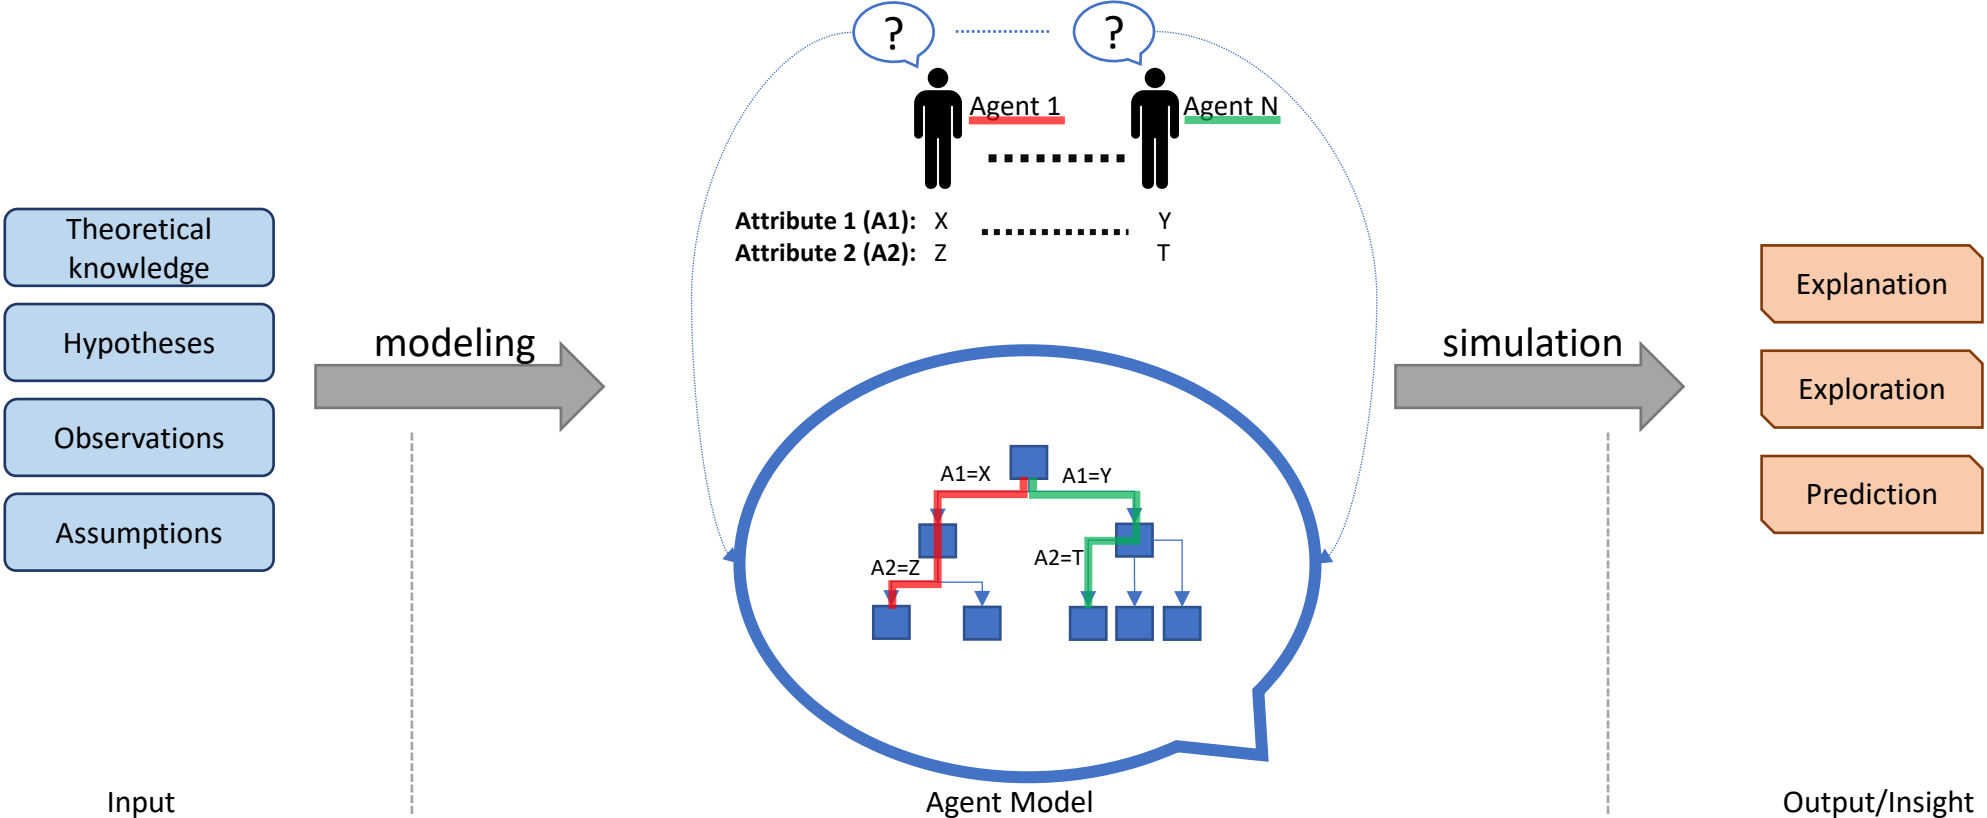 ?
?
Agent 1
Agent N
Attribute 1 (A1): X
Y
Attribute 2 (A2): Z
T
Theoretical
knowledge
Hypotheses
Observations
Assumptions
modeling
simulation
A1=X
A1=Y
A2=Z
A2=T
Explanation
Exploration
Prediction
Input
Agent Model
Output/Insight